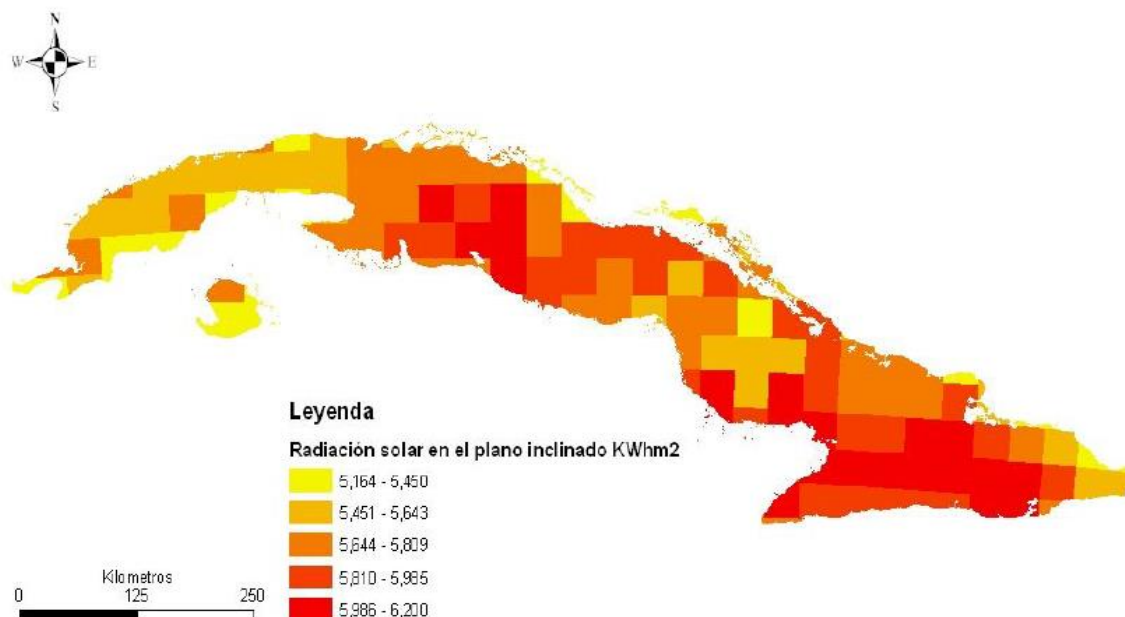 N
W E
S
Leyenda
Radiación solar en el plano inclinado KWhm2
5,164 - 5,450
5,451 - 5,643
5,644 - 5,809
5,810 - 5,985
5,986 - 6,200
Kilometros
0 125 250